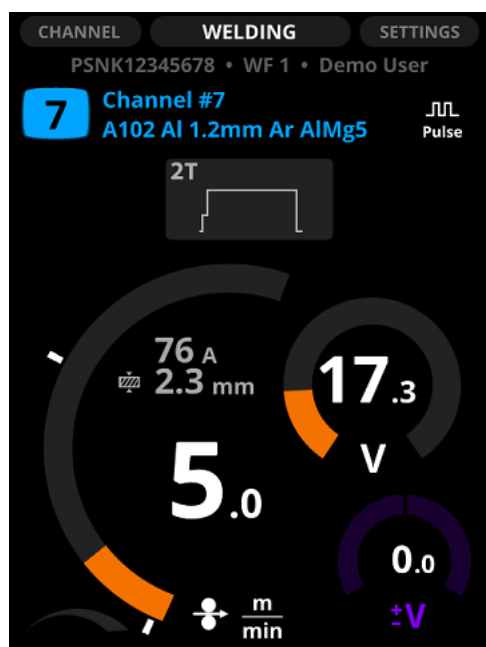 CHANNEL WELDING SETTINGS
PSNK12345678 • WF 1 • Demo User
7
Channel #7
A102 Al 1.2mm Ar AlMg5
Pulse
2T
76 A
2.3 mm
17.3
V
5.0
0.0
±V
m
min